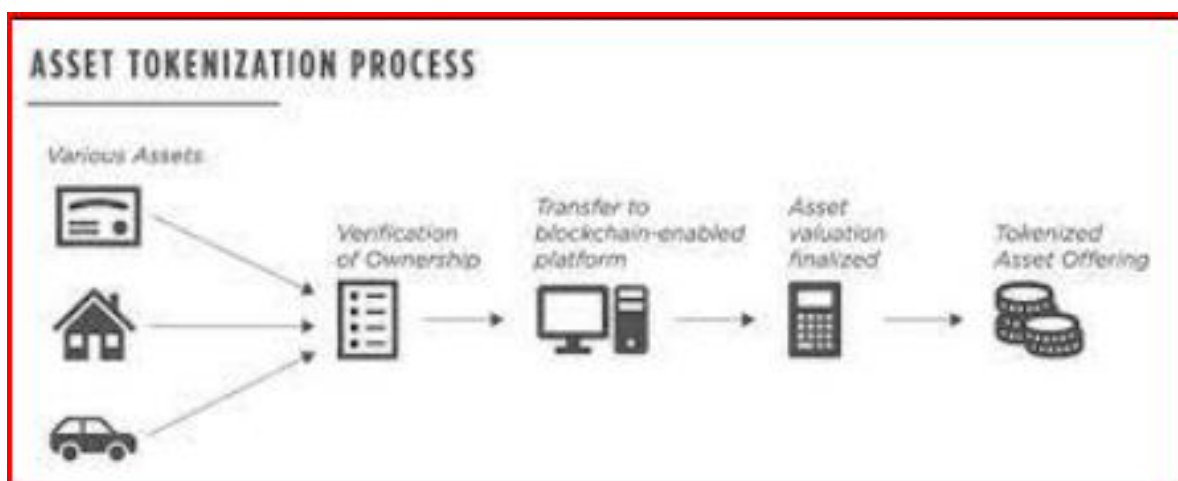 ASSET TOKENIZATION PROCESS
Various Assets
Verification
of Ownership
Transfer to
blockchain-enabled
platform
Asset
valuation
finalized
Tokenized
Asset Offering